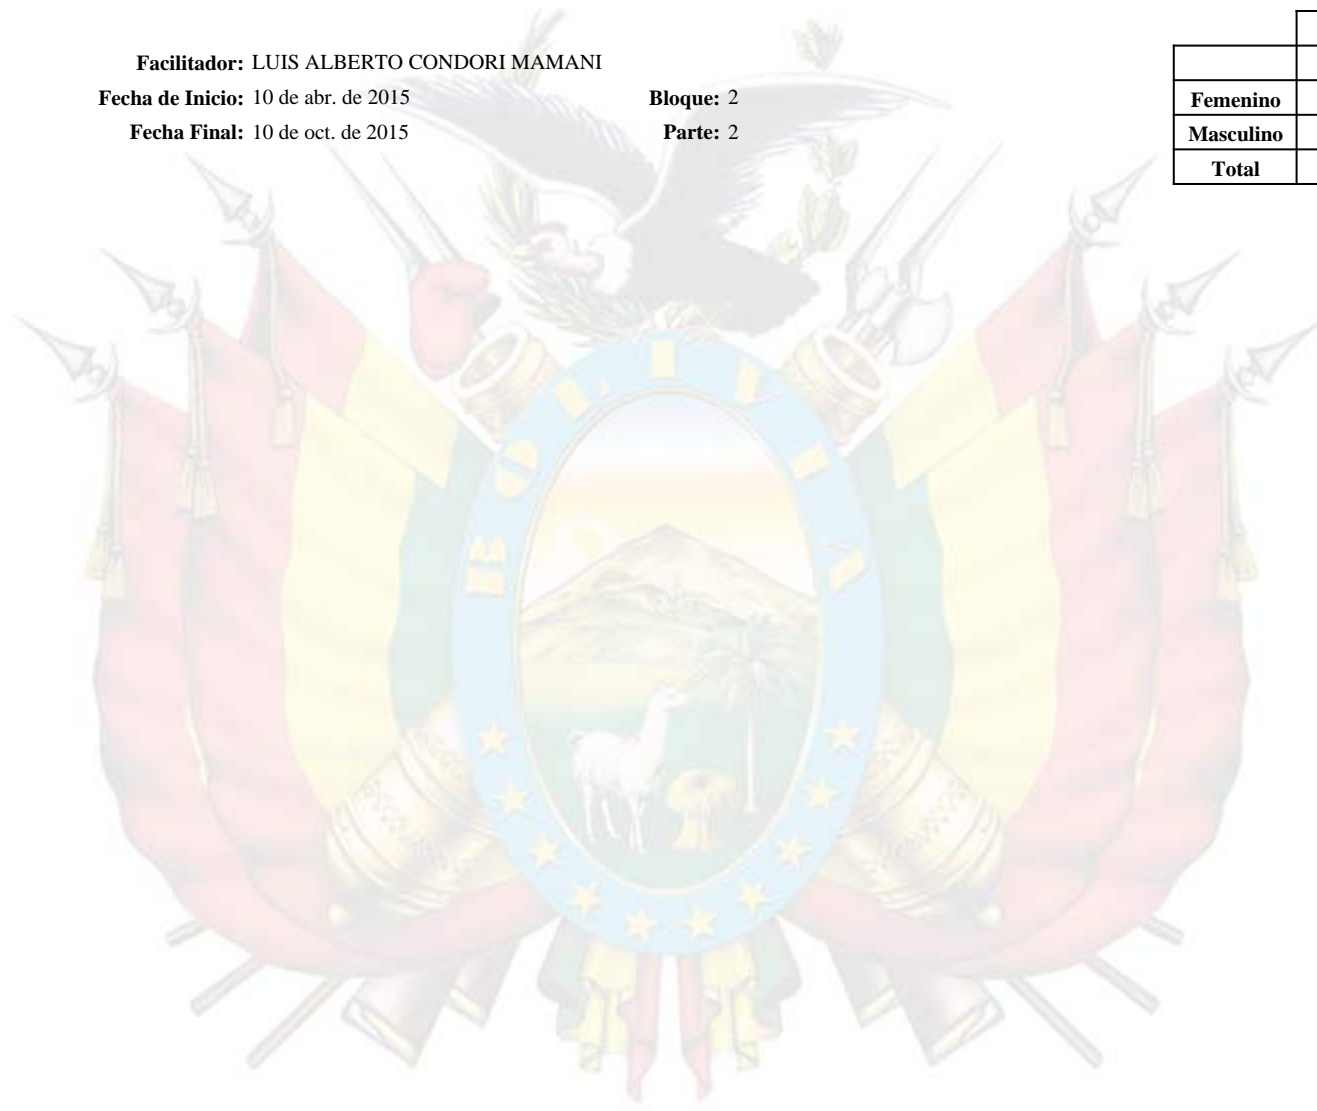 Facilitador: LUIS ALBERTO CONDORI MAMANI
Fecha de Inicio: 10 de abr. de 2015 Bloque: 2
Fecha Final: 10 de oct. de 2015 Parte: 2
Femenino
Masculino
Total
BOLIVIA